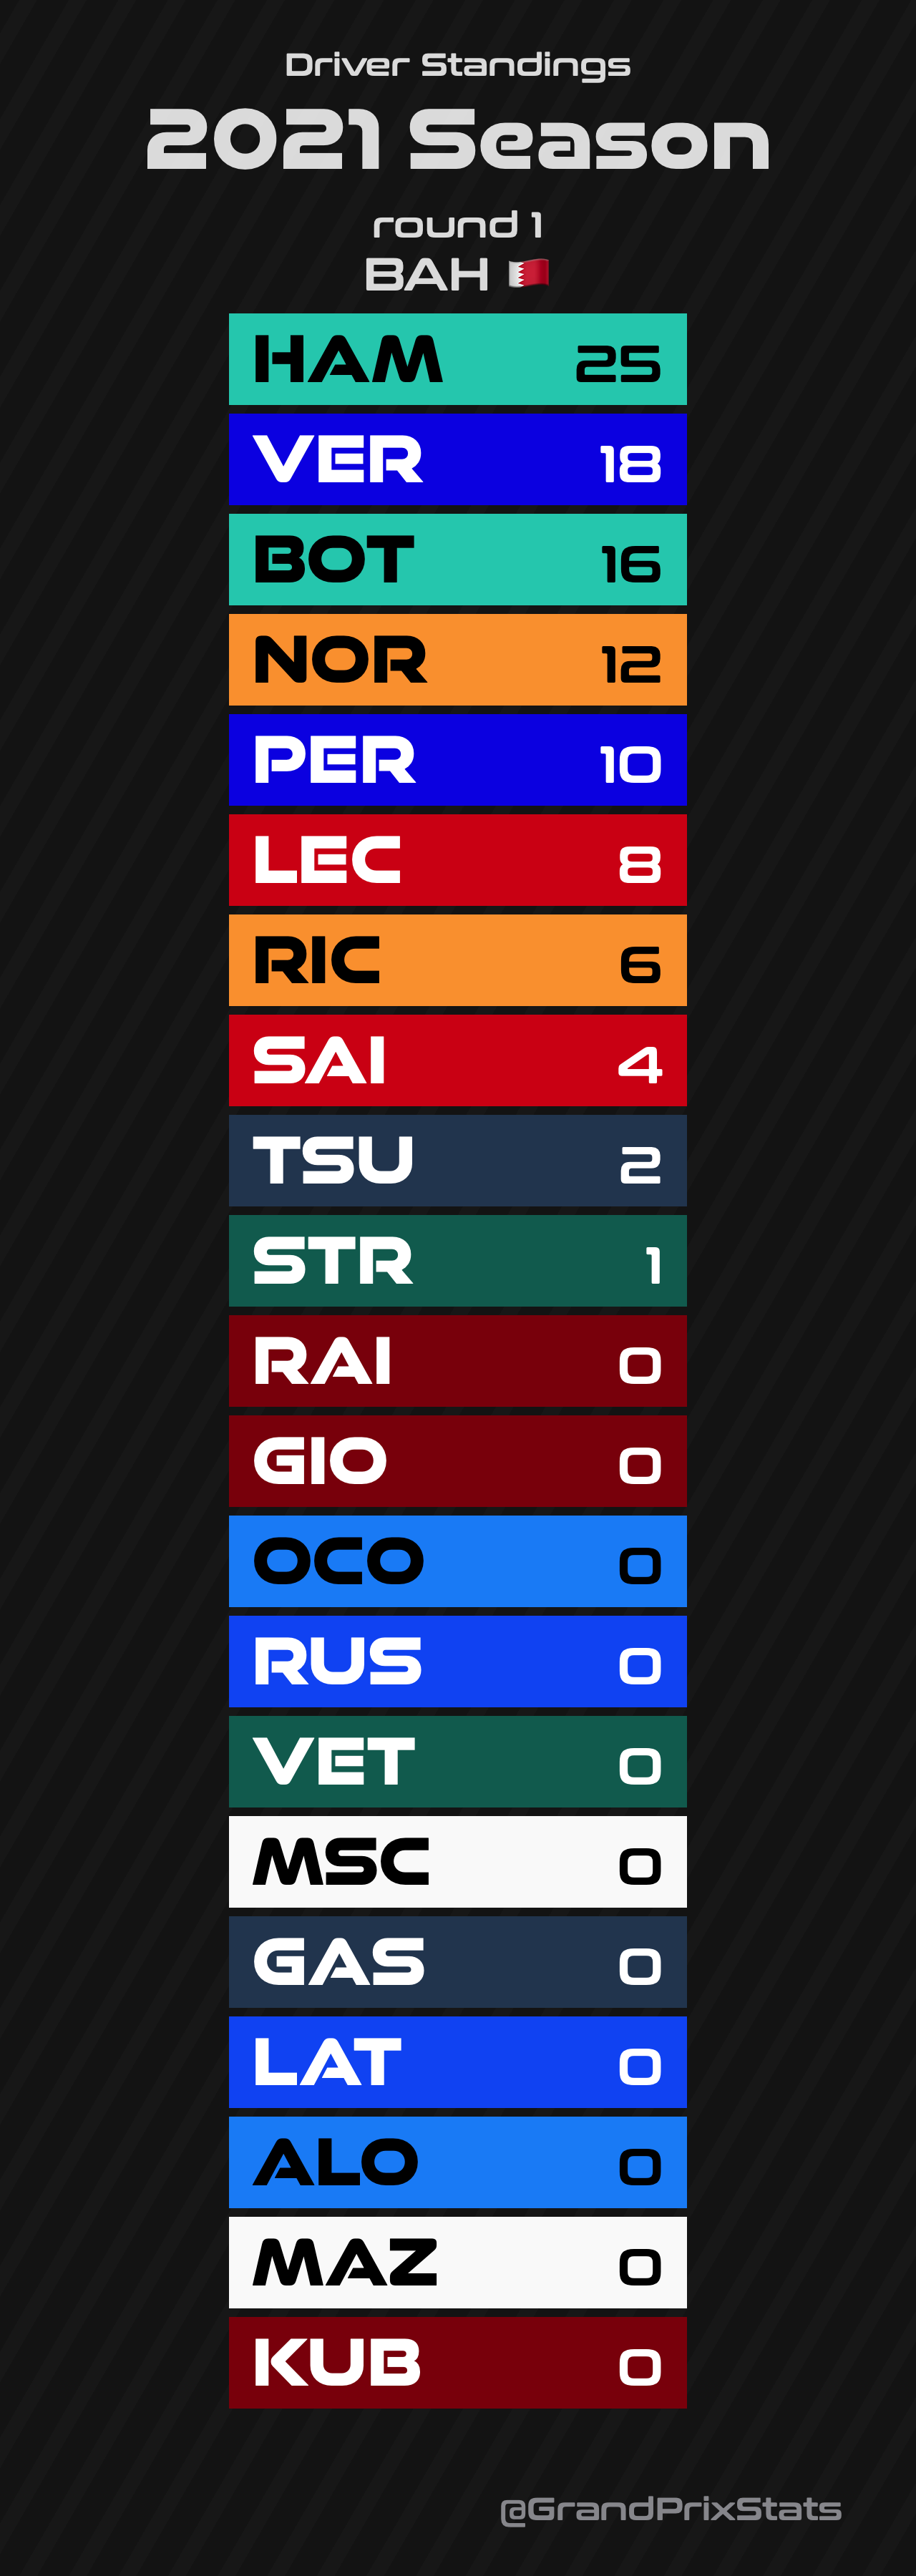 Driver Standings
2021 Season
round 1
BAH 🇧🇭
HAM 25
VER 18
BOT 16
NOR 12
PER 10
LEC 8
RIC 6
SAI 4
TSU 2
STR 1
RAI 0
GIO 0
OCO 0
RUS 0
VET 0
MSC 0
GAS 0
LAT 0
ALO 0
MAZ 0
KUB 0
@GrandPrixStats